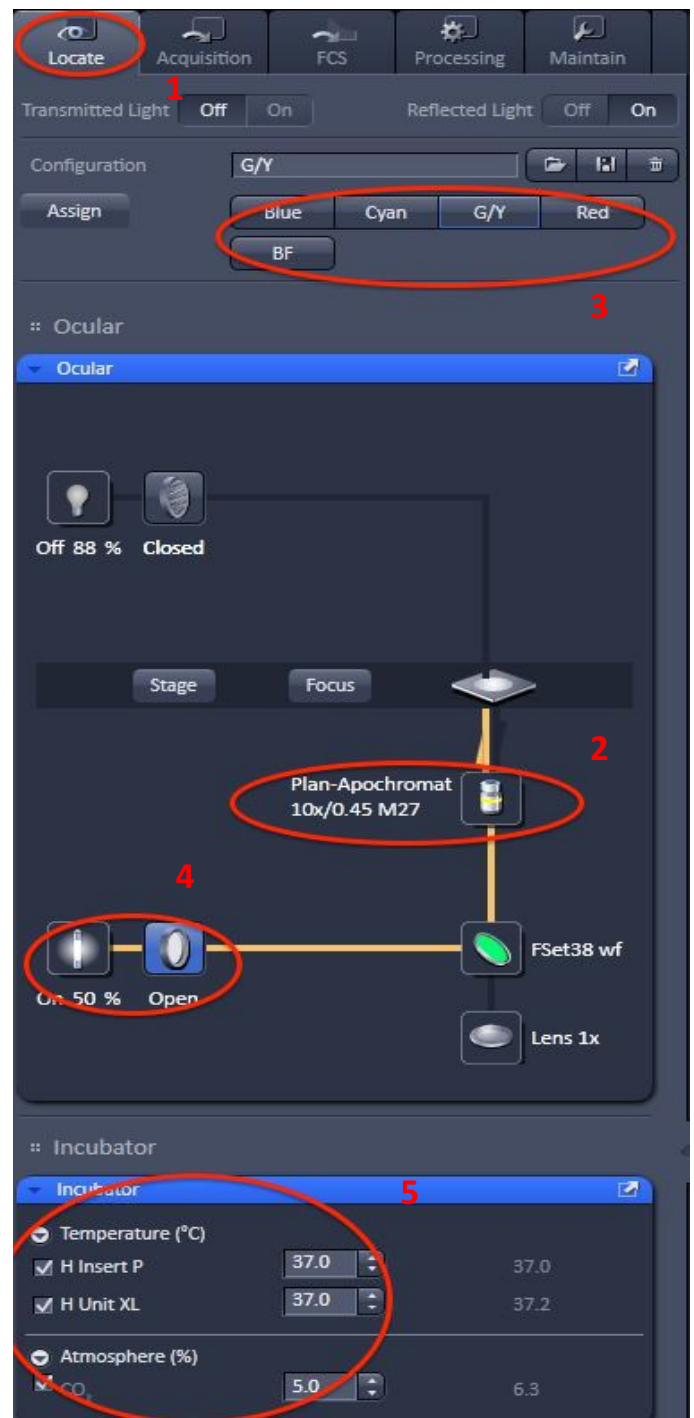 Locate Acquisition FCS Processing Maintain
1
Transmitted Light Off On Reflected Light Off On
Configuration G/Y
Assign Blue Cyan G/Y Red
BF
3
Ocular
Ocular
Off 88 % Closed
Stage Focus
2
Plan-Apochromat
10x/0.45 M27
4
FSet38 wf
On 50 % Open
Lens 1x
Incubator
Incubator
5
Temperature (°C)
H Insert P 37.0 37.0
H Unit XL 37.0 37.2
Atmosphere (%)
CO₂ 5.0 6.3